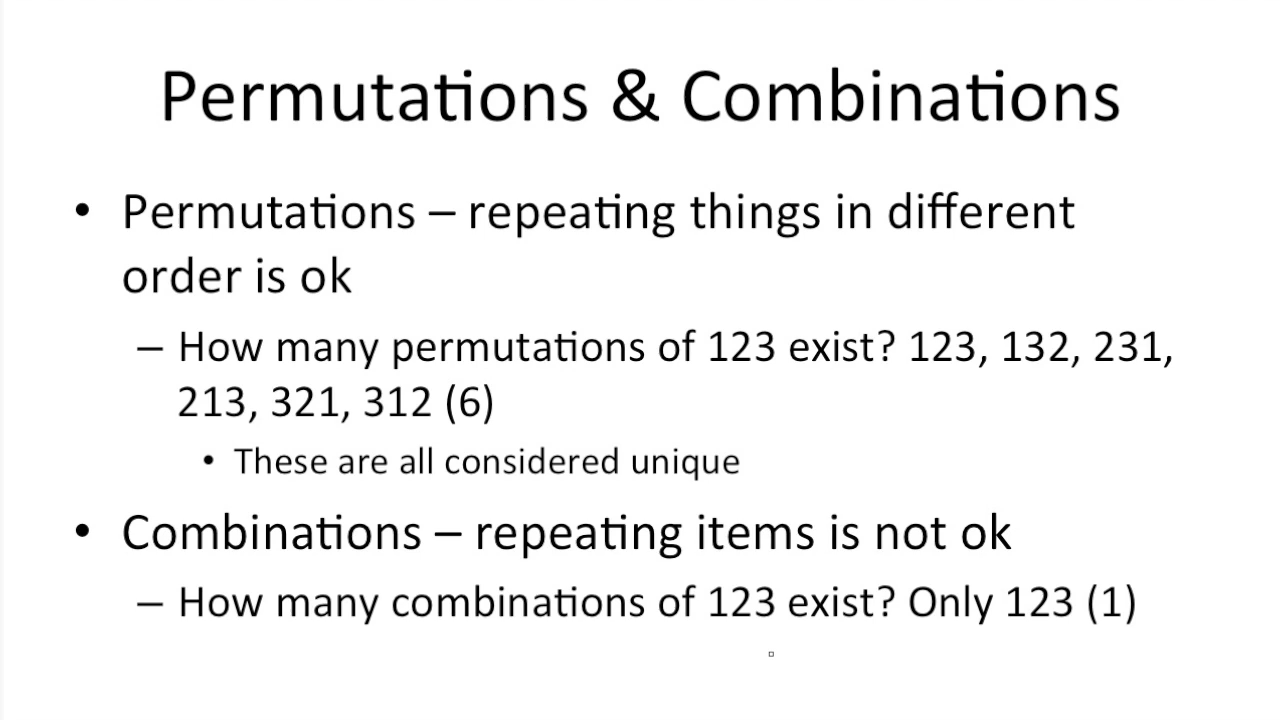 Permutations & Combinations
• Permutations – repeating things in different
order is ok
– How many permutations of 123 exist? 123, 132, 231,
213, 321, 312 (6)
• These are all considered unique
• Combinations – repeating items is not ok
– How many combinations of 123 exist? Only 123 (1)